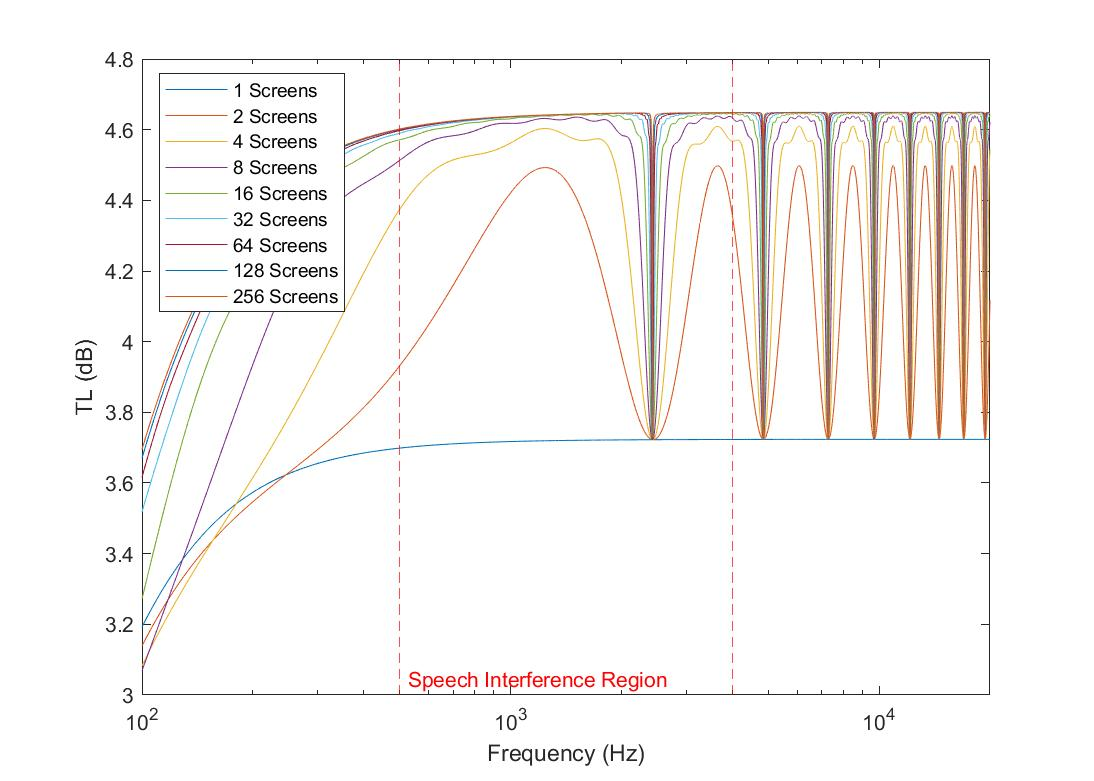 4.8
4.6
4.4
4.2
4
3.8
3.6
3.4
3.2
3
TL (dB)
1 Screens
2 Screens
4 Screens
8 Screens
16 Screens
32 Screens
64 Screens
128 Screens
256 Screens
Speech Interference Region
10² 10³ 10⁴
Frequency (Hz)